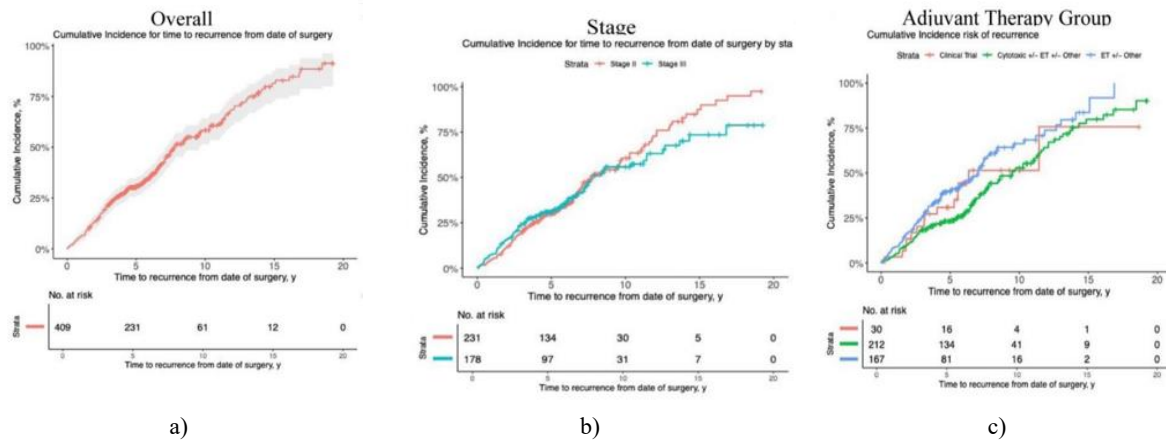 Overall
Cumulative Incidence for time to recurrence from date of surgery
100%
75%
50%
25%
0%
Cumulative Incidence, %
0 5 10 15 20
Time to recurrence from date of surgery, y
No. at risk
Strata
409 231 61 12 0
0 5 10 15 20
Time to recurrence from date of surgery, y
a)
Stage
Cumulative Incidence for time to recurrence from date of surgery by sta
Strata Stage II Stage III
100%
75%
50%
25%
0%
Cumulative Incidence, %
0 5 10 15 20
Time to recurrence from date of surgery, y
No. at risk
Strata
231 134 30 5 0
178 97 31 7 0
0 5 10 15 20
Time to recurrence from date of surgery, y
b)
Adjuvant Therapy Group
Cumulative Incidence risk of recurrence
Strata Clinical Trial Cytotoxic +/- ET +/- Other ET +/- Other
100%
75%
50%
25%
0%
Cumulative Incidence, %
0 5 10 15 20
Time to recurrence from date of surgery, y
No. at risk
Strata
30 16 4 1 0
212 134 41 9 0
167 81 16 2 0
0 5 10 15 20
Time to recurrence from date of surgery, y
c)